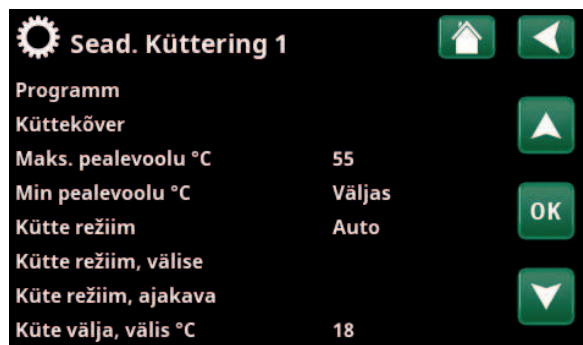 Sead. Küttering 1
Programm
Küttekõver
Maks. pealevoolu °C 55
Min pealevoolu °C Väljas
Kütte režiim Auto
Kütte režiim, välise
Küte režiim, ajakava
Küte välja, välis °C 18
OK